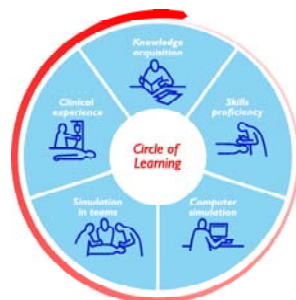 Knowledge
acquisition
Clinical
experience
Skills
proficiency
Circle of
Learning
Simulation
in teams
Computer
simulation